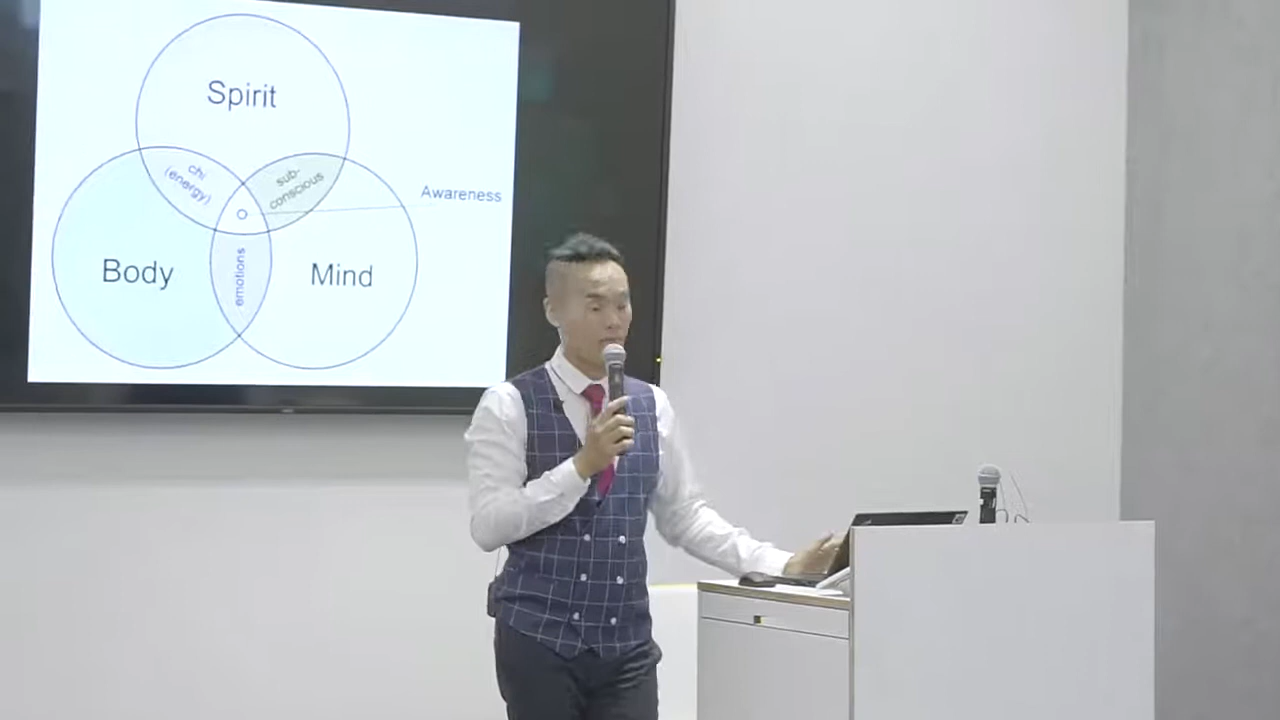 Spirit
chi
(energy)
sub-
conscious
Awareness
Body
emotions
Mind